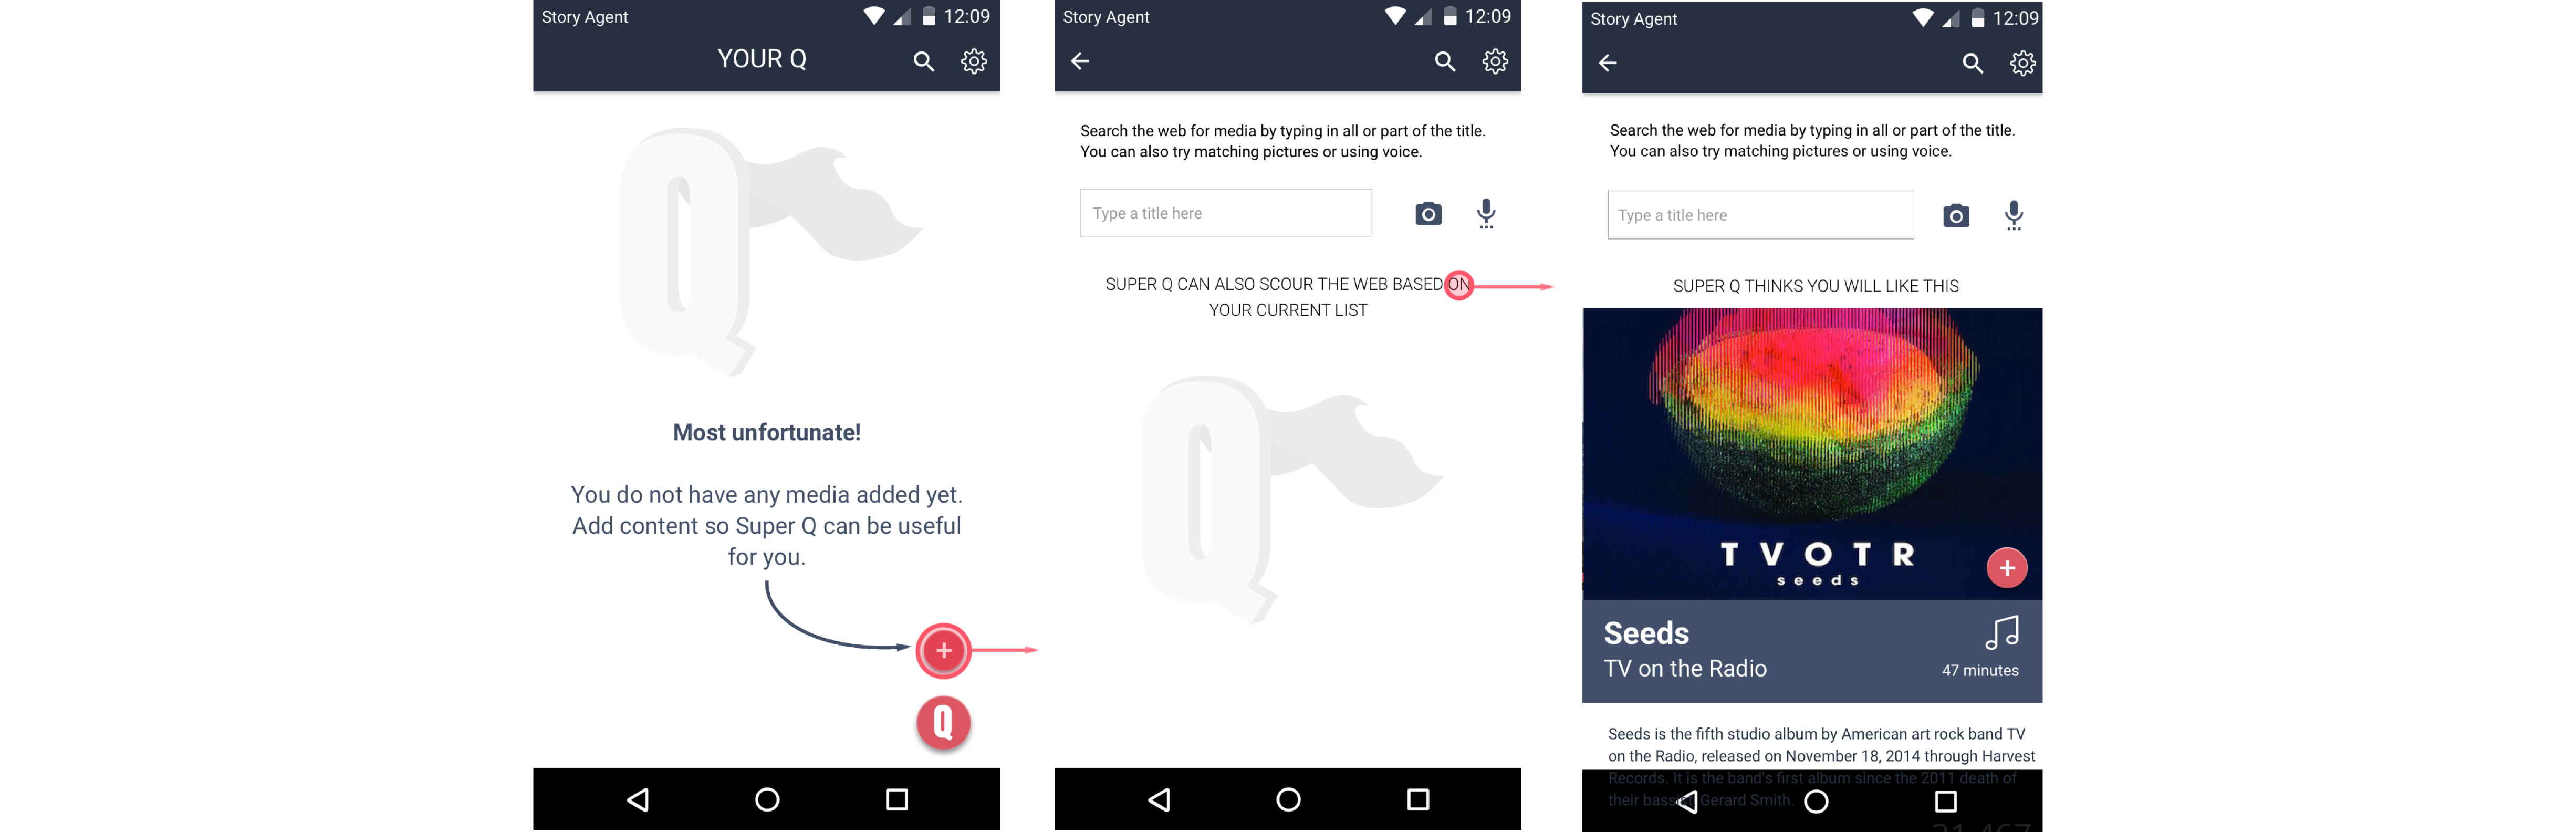 Story Agent
12:09
YOUR Q
Q
Most unfortunate!
You do not have any media added yet.
Add content so Super Q can be useful
for you.
+
Q
Story Agent
12:09
Search the web for media by typing in all or part of the title.
You can also try matching pictures or using voice.
Type a title here
SUPER Q CAN ALSO SCOUR THE WEB BASED ON
YOUR CURRENT LIST
Q
Story Agent
12:09
Search the web for media by typing in all or part of the title.
You can also try matching pictures or using voice.
Type a title here
SUPER Q THINKS YOU WILL LIKE THIS
TVOTR
seeds
+
Seeds
TV on the Radio
47 minutes
Seeds is the fifth studio album by American art rock band TV
on the Radio, released on November 18, 2014 through Harvest
Records. It is the band's first album since the 2011 death of
their bassist Gerard Smith.